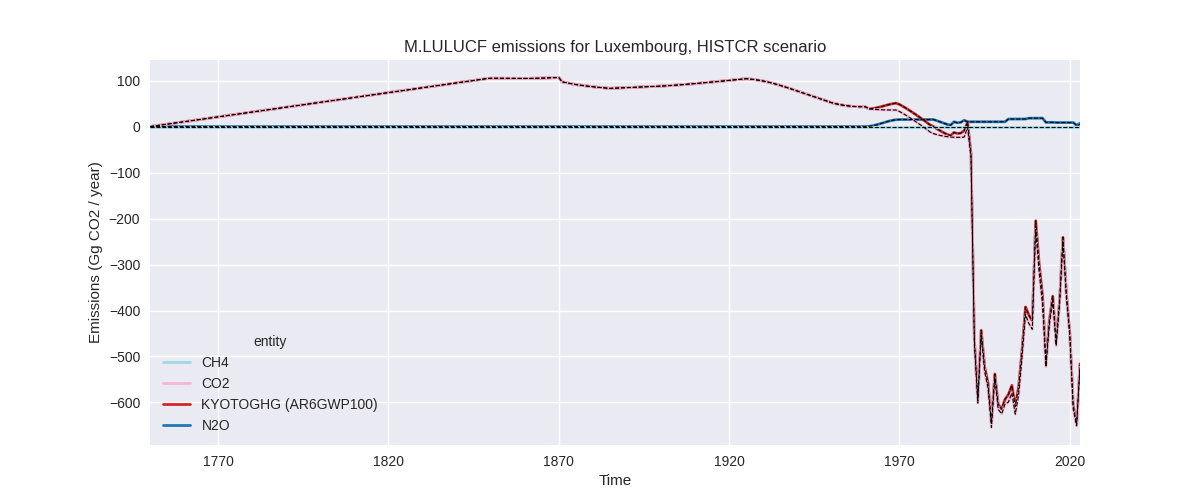 M.LULUCF emissions for Luxembourg, HISTCR scenario
Emissions (Gg CO2 / year)
100
0
−100
−200
−300
−400
−500
−600
entity
CH4
CO2
KYOTOGHG (AR6GWP100)
N2O
1770
1820
1870
1920
1970
2020
Time